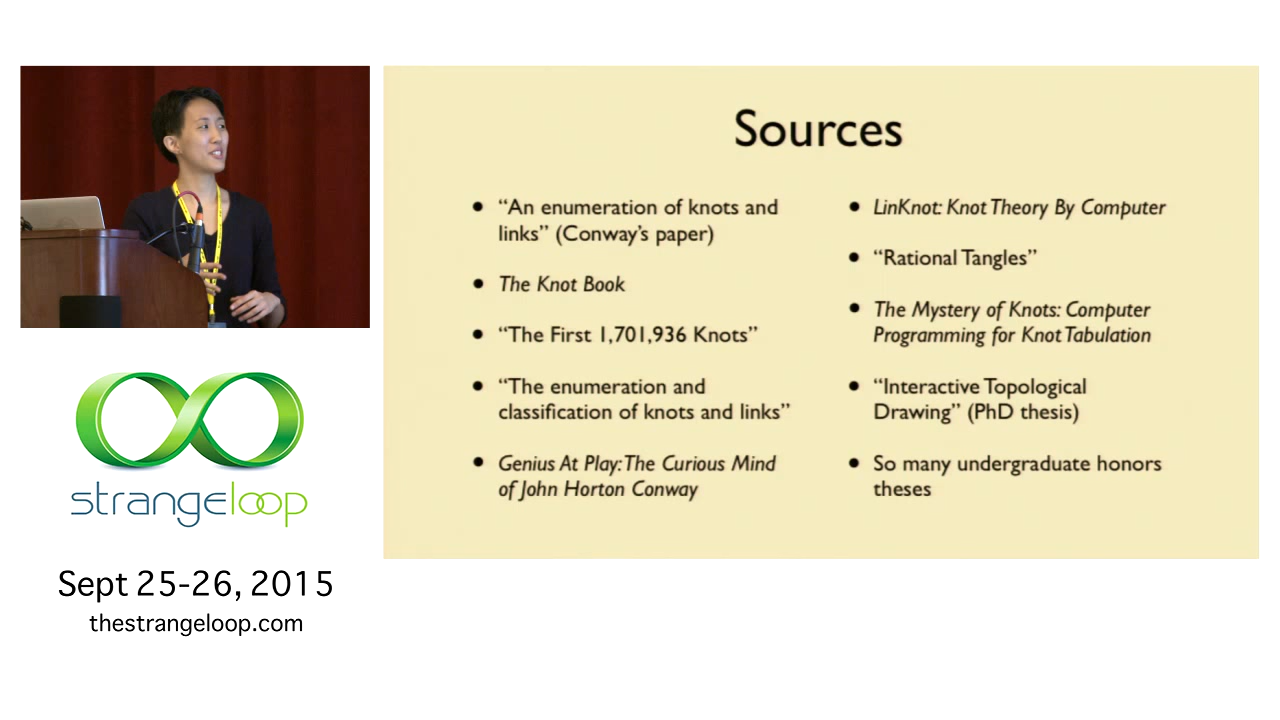 Sources
“An enumeration of knots and
links” (Conway’s paper)
The Knot Book
“The First 1,701,936 Knots”
“The enumeration and
classification of knots and links”
Genius At Play: The Curious Mind
of John Horton Conway
LinKnot: Knot Theory By Computer
“Rational Tangles”
The Mystery of Knots: Computer
Programming for Knot Tabulation
“Interactive Topological
Drawing” (PhD thesis)
So many undergraduate honors
theses
strangeloop
Sept 25-26, 2015
thestrangeloop.com